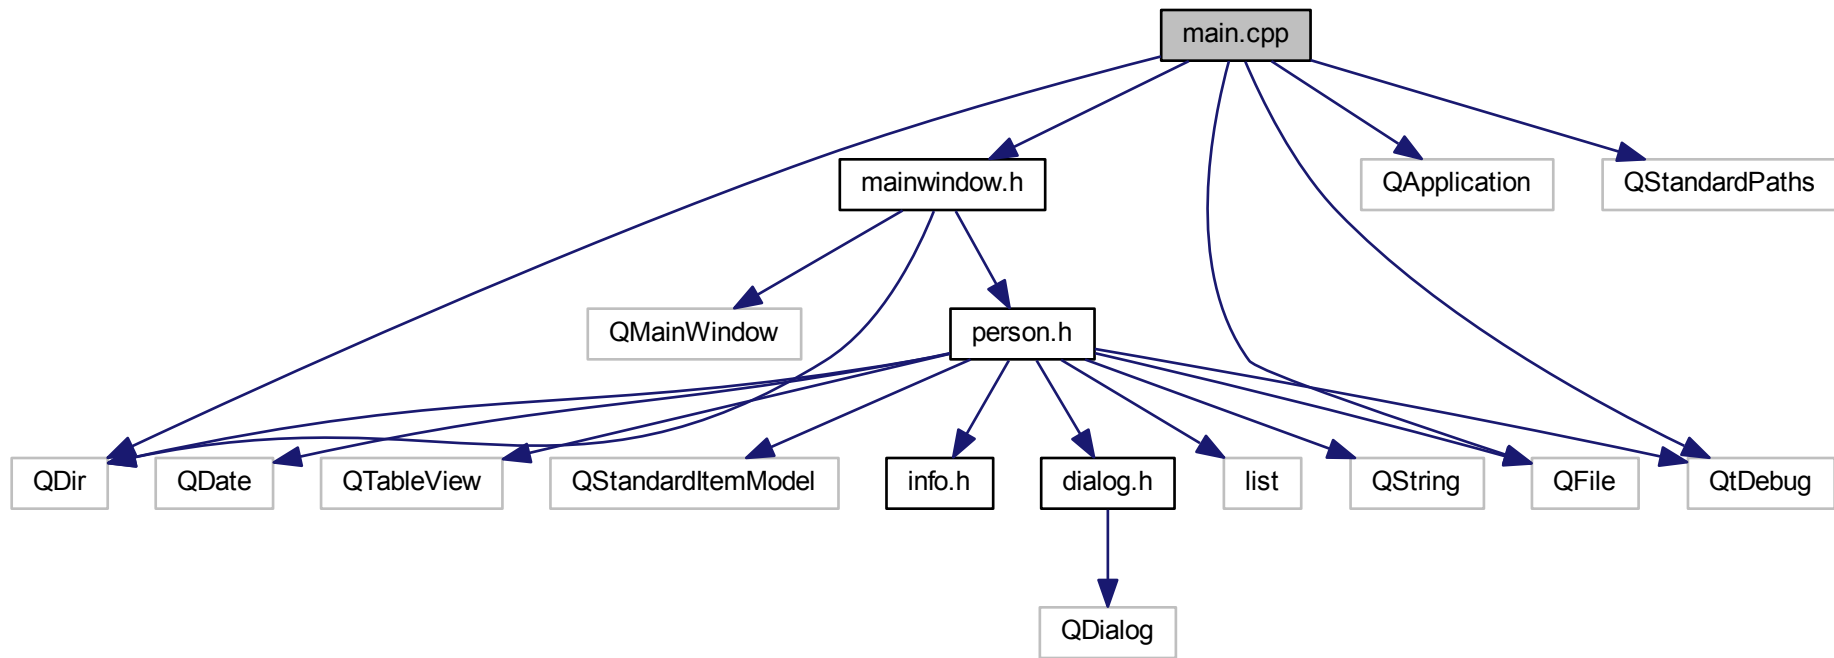 main.cpp
mainwindow.h
QApplication
QStandardPaths
QMainWindow
person.h
QDir
QDate
QTableView
QStandardItemModel
info.h
dialog.h
list
QString
QFile
QtDebug
QDialog